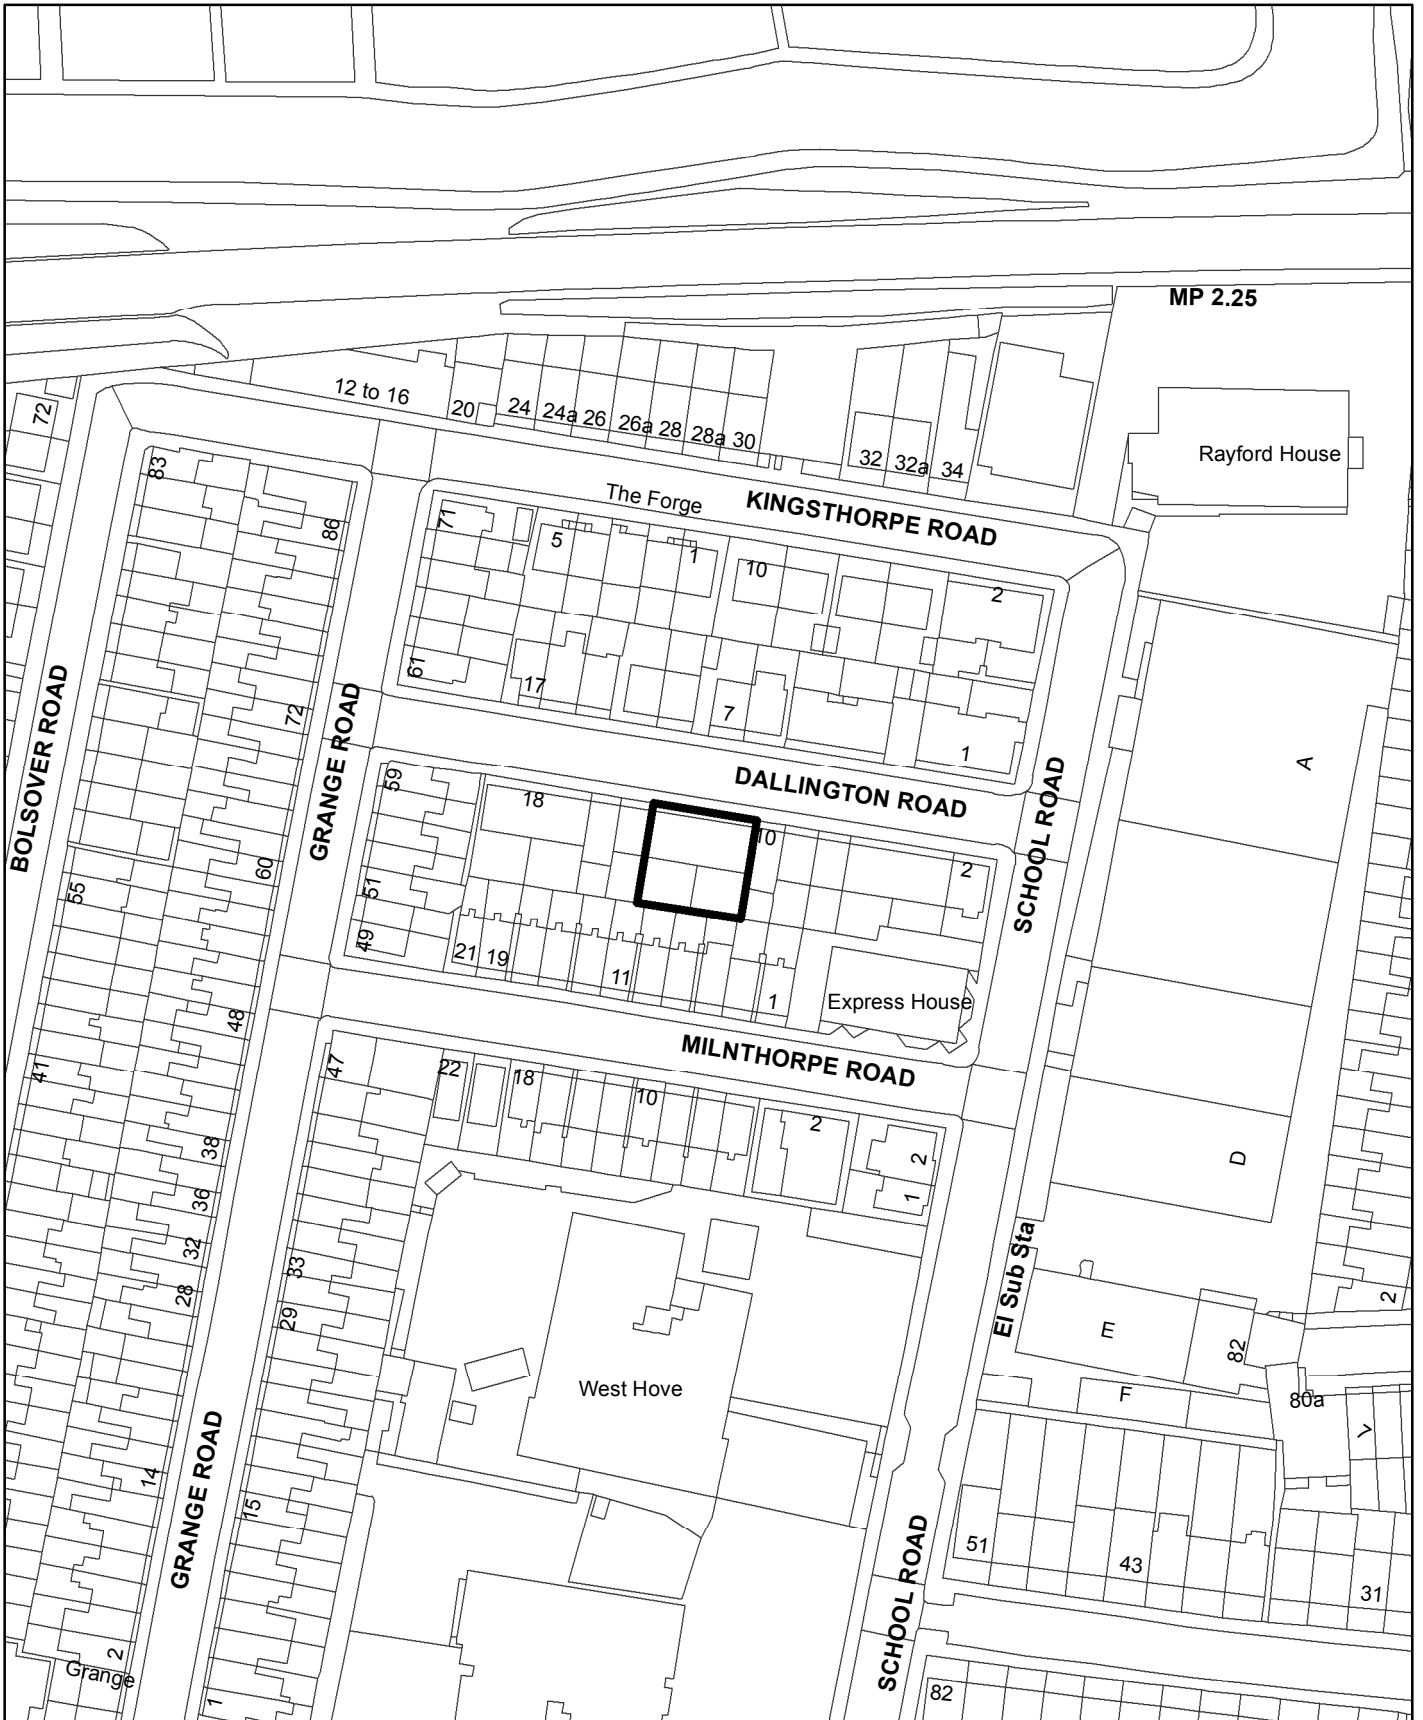 MP 2.25
12 to 16
20
24
24a
26
26a
28
28a
30
32
32a
34
Rayford House
72
83
86
The Forge
KINGSTHORPE ROAD
71
5
1
10
2
61
17
7
1
BOLSOVER ROAD
72
GRANGE ROAD
A
DALLINGTON ROAD
SCHOOL ROAD
59
18
10
2
60
55
51
49
21
19
11
1
Express House
48
MILNTHORPE ROAD
41
47
22
18
10
2
2
1
D
38
36
32
28
33
29
El Sub Sta
E
82
2
West Hove
F
80a
7
14
GRANGE ROAD
15
51
43
31
SCHOOL ROAD
2
Grange
1
82